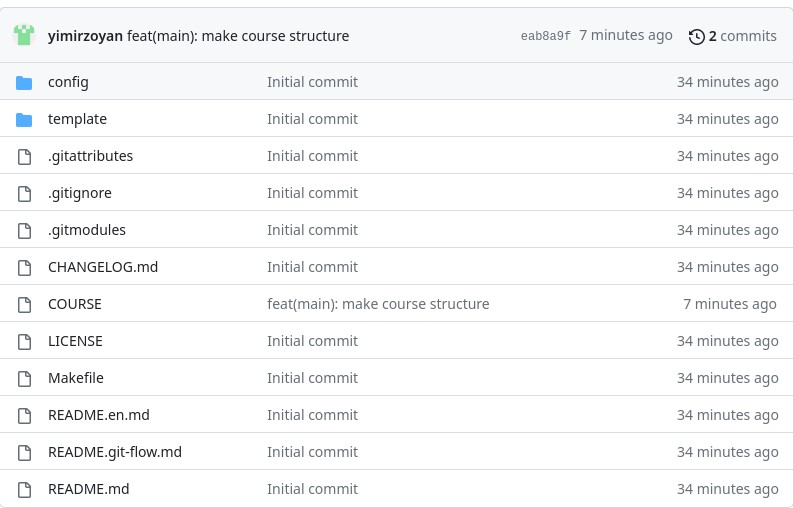 yimirzoyan feat(main): make course structure eab8a9f 7 minutes ago 2 commits
config Initial commit 34 minutes ago
template Initial commit 34 minutes ago
.gitattributes Initial commit 34 minutes ago
.gitignore Initial commit 34 minutes ago
.gitmodules Initial commit 34 minutes ago
CHANGELOG.md Initial commit 34 minutes ago
COURSE feat(main): make course structure 7 minutes ago
LICENSE Initial commit 34 minutes ago
Makefile Initial commit 34 minutes ago
README.en.md Initial commit 34 minutes ago
README.git-flow.md Initial commit 34 minutes ago
README.md Initial commit 34 minutes ago